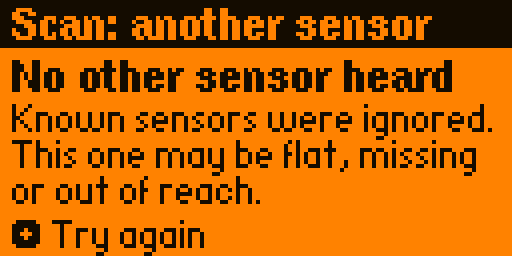 Scan: another sensor
No other sensor heard
Known sensors were ignored.
This one may be flat, missing
or out of reach.
Try again